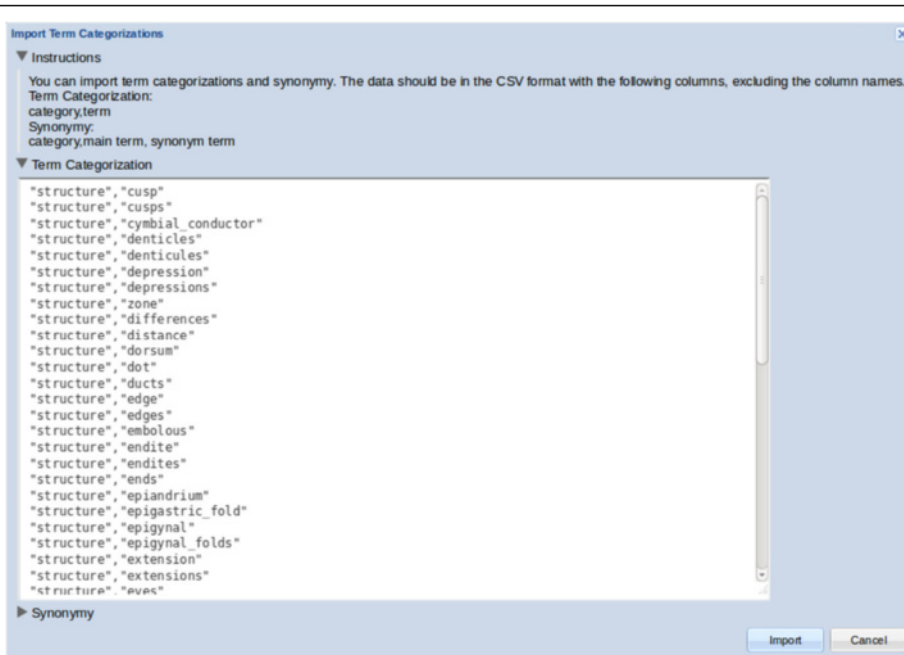 Import Term Categorizations
Instructions
You can import term categorizations and synonymy. The data should be in the CSV format with the following columns, excluding the column names.
Term Categorization:
category,term
Synonymy:
category,main term, synonym term
Term Categorization
"structure","cusp"
"structure","cusps"
"structure","cymbial_conductor"
"structure","denticles"
"structure","denticules"
"structure","depression"
"structure","depressions"
"structure","zone"
"structure","differences"
"structure","distance"
"structure","dorsum"
"structure","dot"
"structure","ducts"
"structure","edge"
"structure","edges"
"structure","embolous"
"structure","endite"
"structure","endites"
"structure","ends"
"structure","epiandrium"
"structure","epigastric_fold"
"structure","epigynal"
"structure","epigynal_folds"
"structure","extension"
"structure","extensions"
"structure","eyes"
Synonymy
Import Cancel